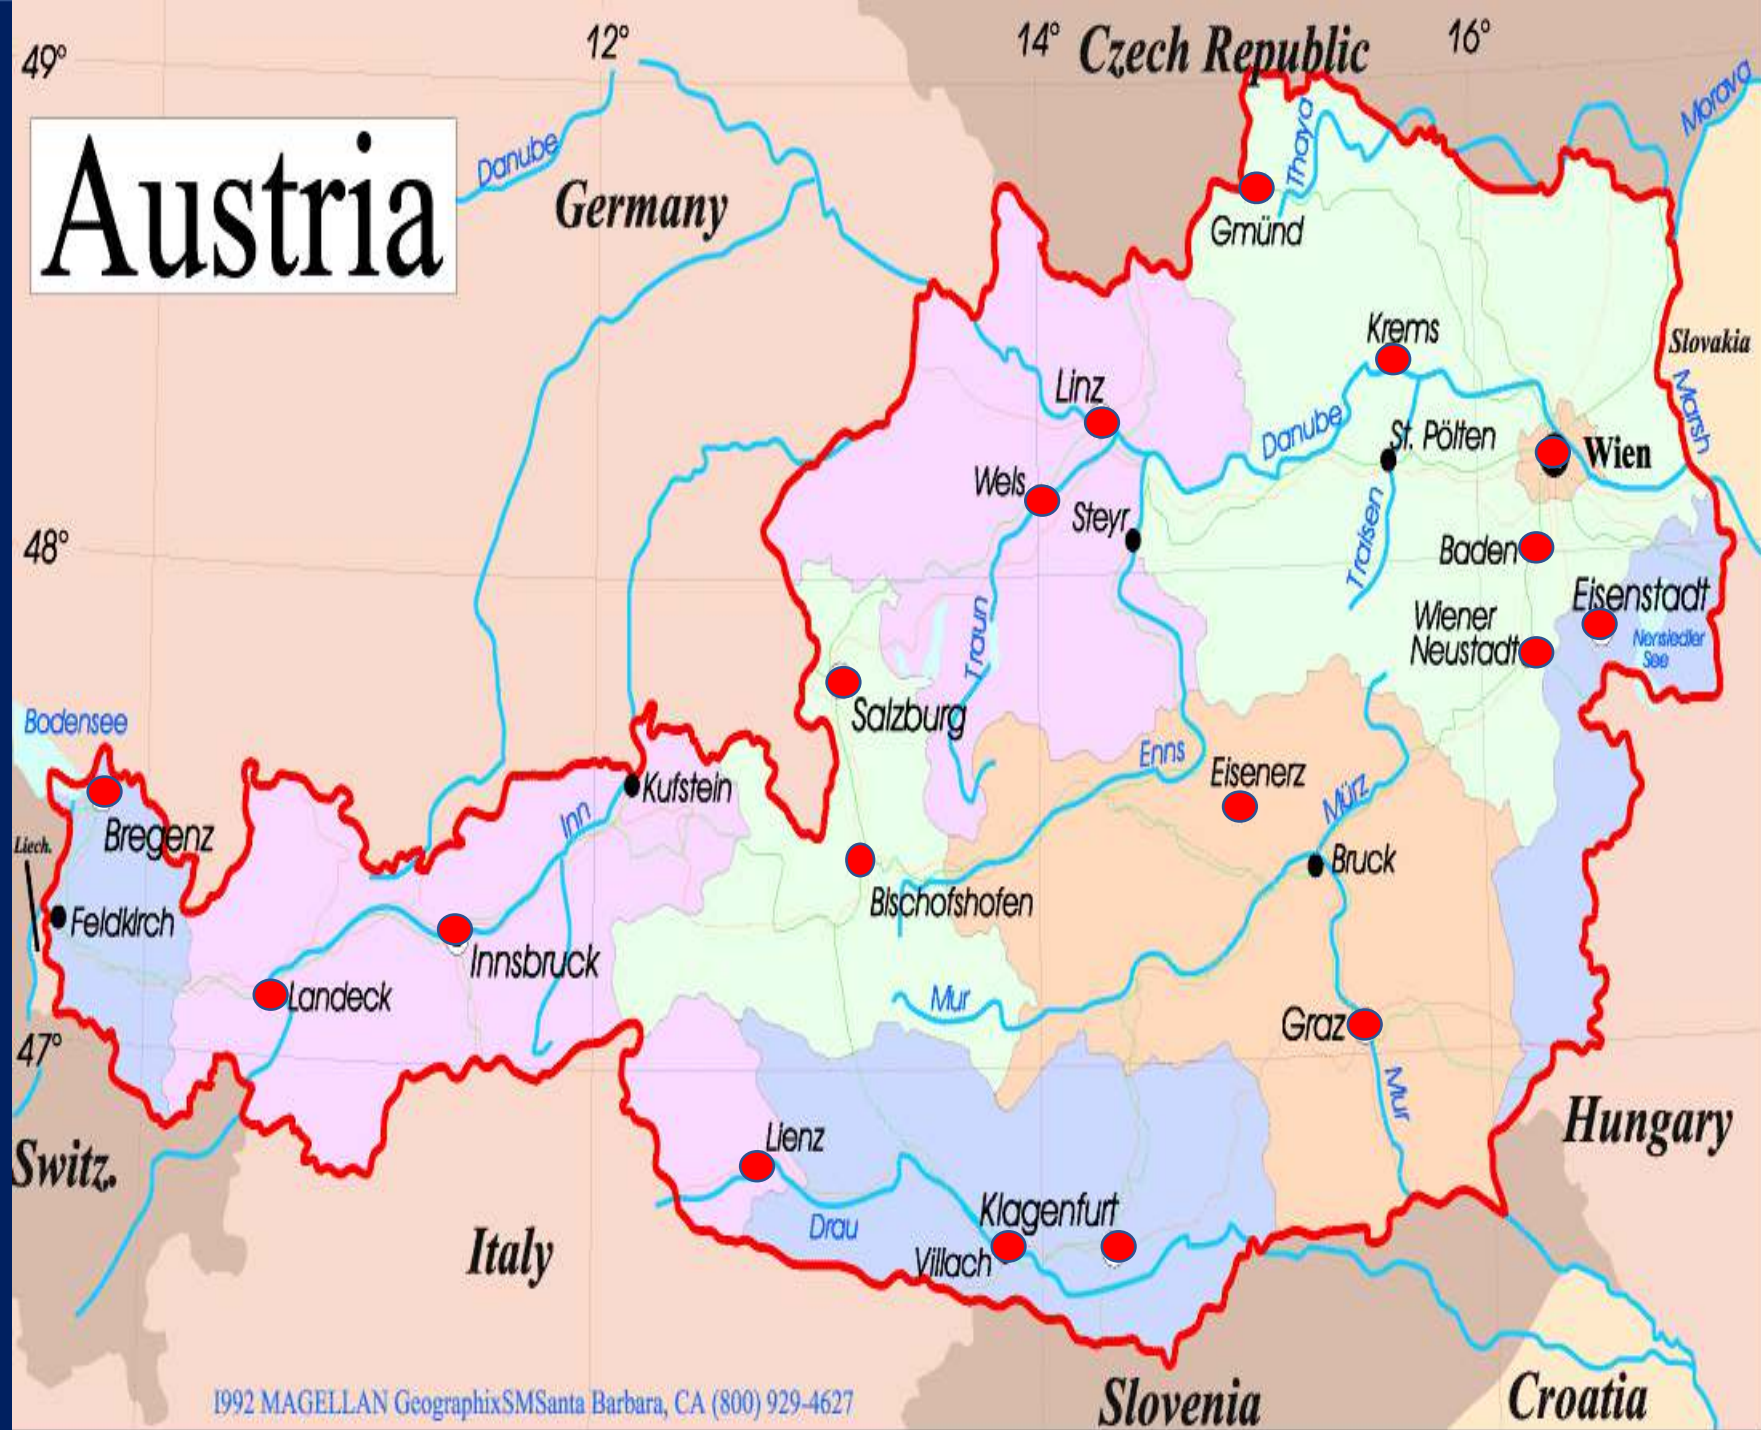 12°
14°
16°
49°
Czech Republic
Austria
Danube
Germany
Thaya
Morava
Gmünd
Krems
Slovakia
Linz
Danube
St. Pölten
Marsh
Wien
Wels
Steyr
48°
Traisen
Baden
Traun
Eisenstadt
Wiener
Neustadt
Nensiedler
See
Bodensee
Salzburg
Enns
Eisenerz
Kufstein
Inn
Mürz
Liech.
Bregenz
Bruck
Bischofshofen
Feldkirch
Innsbruck
Landeck
Mur
Graz
47°
Mur
Hungary
Switz.
Lienz
Klagenfurt
Drau
Villach
Italy
1992 MAGELLAN GeographixSMSanta Barbara, CA (800) 929-4627
Slovenia
Croatia